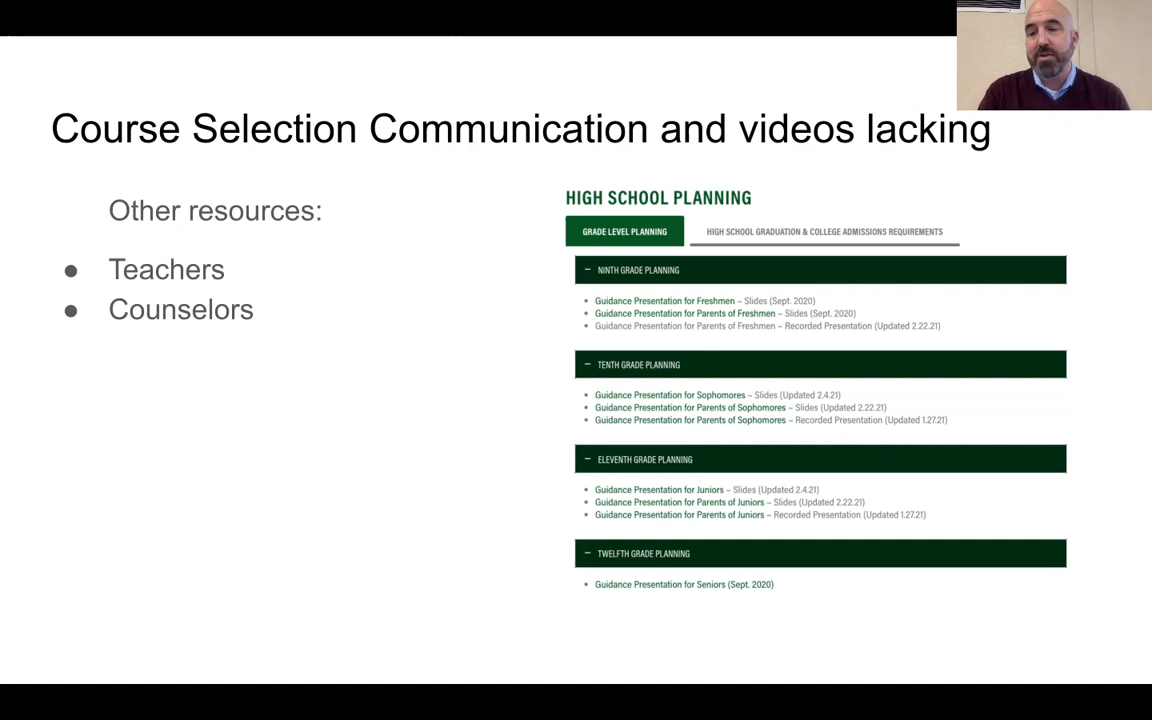 Course Selection Communication and videos lacking
Other resources:
● Teachers
● Counselors
HIGH SCHOOL PLANNING
GRADE LEVEL PLANNING
HIGH SCHOOL GRADUATION & COLLEGE ADMISSIONS REQUIREMENTS
– NINTH GRADE PLANNING
• Guidance Presentation for Freshmen – Slides (Sept. 2020)
• Guidance Presentation for Parents of Freshmen – Slides (Sept. 2020)
• Guidance Presentation for Parents of Freshmen – Recorded Presentation (Updated 2.22.21)
– TENTH GRADE PLANNING
• Guidance Presentation for Sophomores – Slides (Updated 2.4.21)
• Guidance Presentation for Parents of Sophomores – Slides (Updated 2.22.21)
• Guidance Presentation for Parents of Sophomores – Recorded Presentation (Updated 1.27.21)
– ELEVENTH GRADE PLANNING
• Guidance Presentation for Juniors – Slides (Updated 2.4.21)
• Guidance Presentation for Parents of Juniors – Slides (Updated 2.22.21)
• Guidance Presentation for Parents of Juniors – Recorded Presentation (Updated 1.27.21)
– TWELFTH GRADE PLANNING
• Guidance Presentation for Seniors (Sept. 2020)